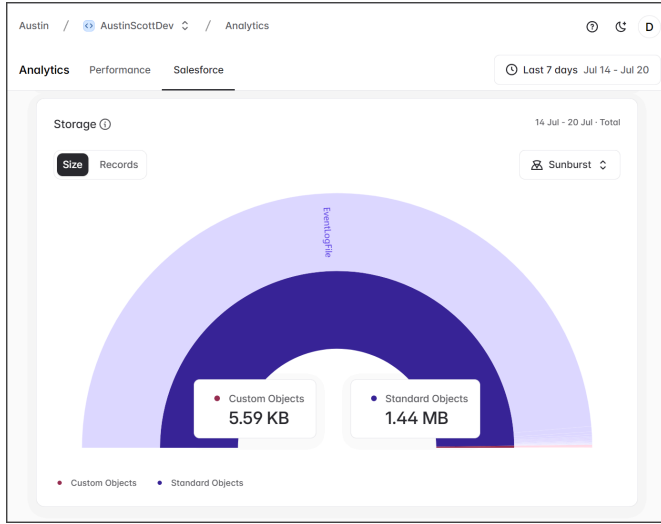 Austin / AustinScottDev / Analytics
D
Analytics Performance Salesforce
Last 7 days Jul 14 - Jul 20
Storage
14 Jul - 20 Jul · Total
Size Records
Sunburst
EventLogFile
Custom Objects
5.59 KB
Standard Objects
1.44 MB
Custom Objects Standard Objects